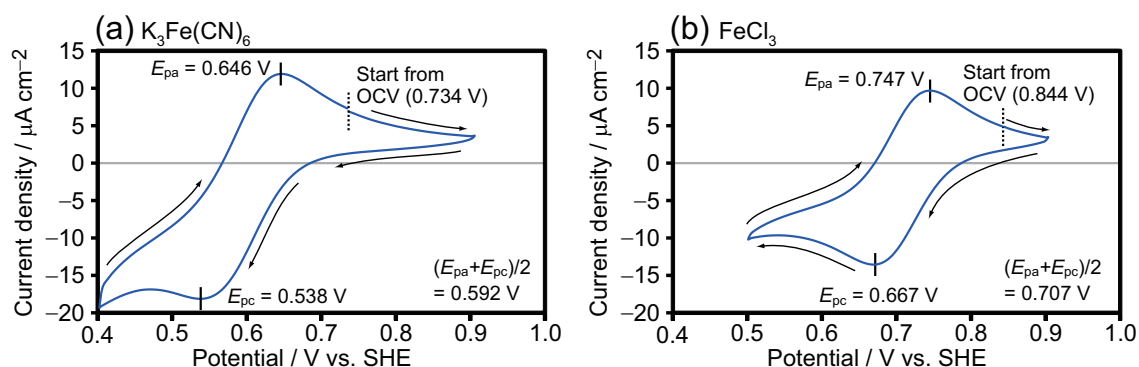 (a) K₃Fe(CN)₆
Current density / μA cm⁻²
15
10
5
0
−5
−10
−15
−20
Epa = 0.646 V
Start from
OCV (0.734 V)
Epc = 0.538 V
(Epa+Epc)/2
= 0.592 V
0.4 0.5 0.6 0.7 0.8 0.9 1.0
Potential / V vs. SHE
(b) FeCl₃
Current density / μA cm⁻²
15
10
5
0
−5
−10
−15
−20
Epa = 0.747 V
Start from
OCV (0.844 V)
Epc = 0.667 V
(Epa+Epc)/2
= 0.707 V
0.4 0.5 0.6 0.7 0.8 0.9 1.0
Potential / V vs. SHE